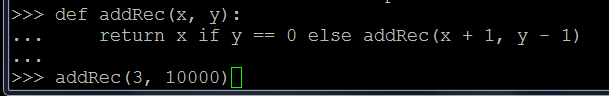 >>> def addRec(x, y):
...     return x if y == 0 else addRec(x + 1, y - 1)
...
>>> addRec(3, 10000)